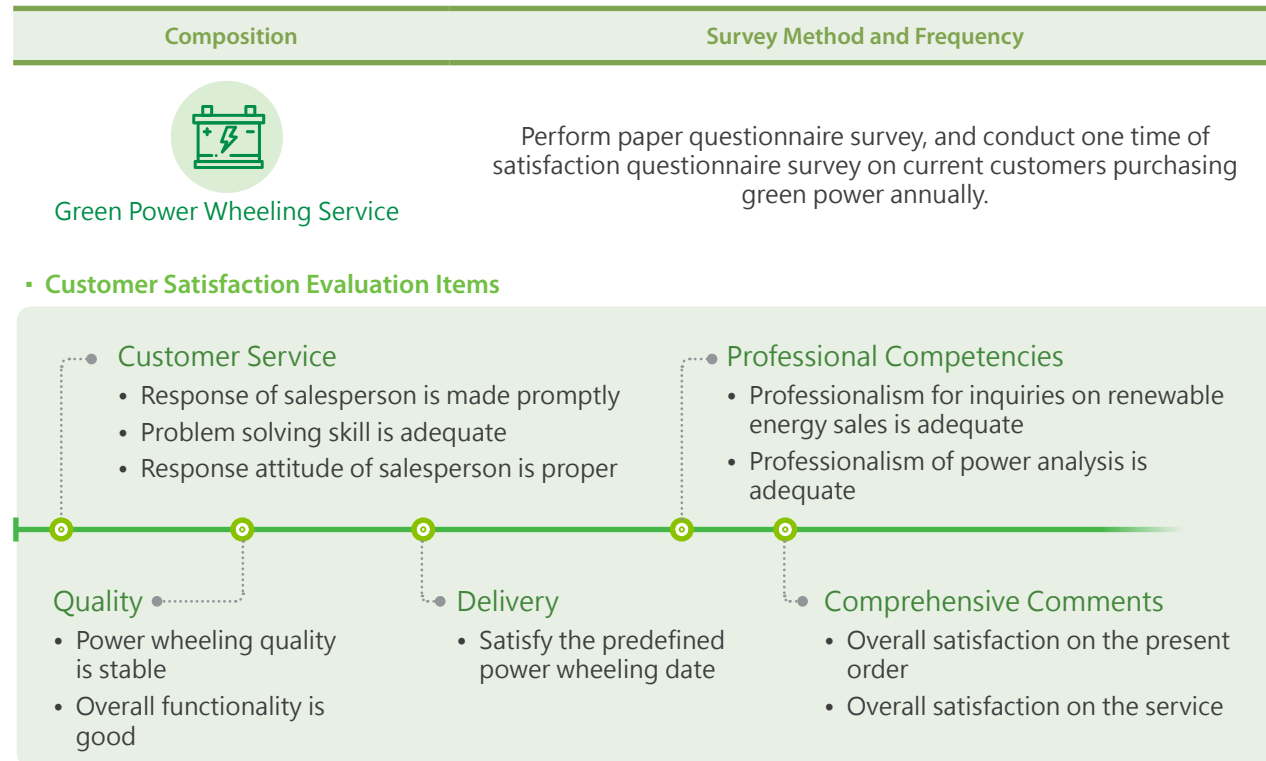 Composition
Survey Method and Frequency
Green Power Wheeling Service
Perform paper questionnaire survey, and conduct one time of
satisfaction questionnaire survey on current customers purchasing
green power annually.
▪ Customer Satisfaction Evaluation Items
Customer Service
• Response of salesperson is made promptly
• Problem solving skill is adequate
• Response attitude of salesperson is proper
Professional Competencies
• Professionalism for inquiries on renewable
energy sales is adequate
• Professionalism of power analysis is
adequate
Quality
• Power wheeling quality
is stable
• Overall functionality is
good
Delivery
• Satisfy the predefined
power wheeling date
Comprehensive Comments
• Overall satisfaction on the present
order
• Overall satisfaction on the service